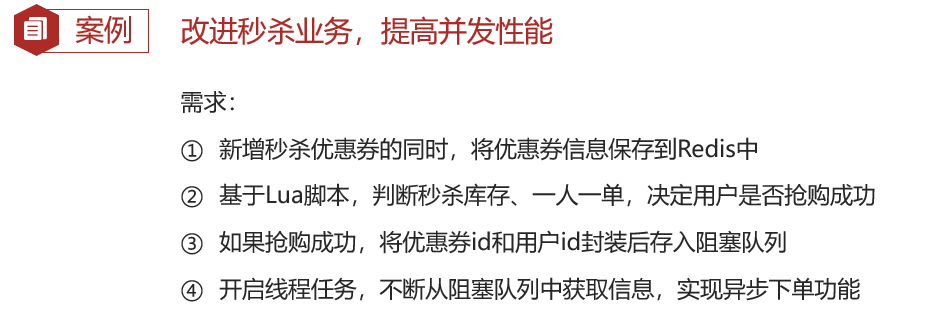 案例 改进秒杀业务，提高并发性能
需求：
① 新增秒杀优惠券的同时，将优惠券信息保存到Redis中
② 基于Lua脚本，判断秒杀库存、一人一单，决定用户是否抢购成功
③ 如果抢购成功，将优惠券id和用户id封装后存入阻塞队列
④ 开启线程任务，不断从阻塞队列中获取信息，实现异步下单功能